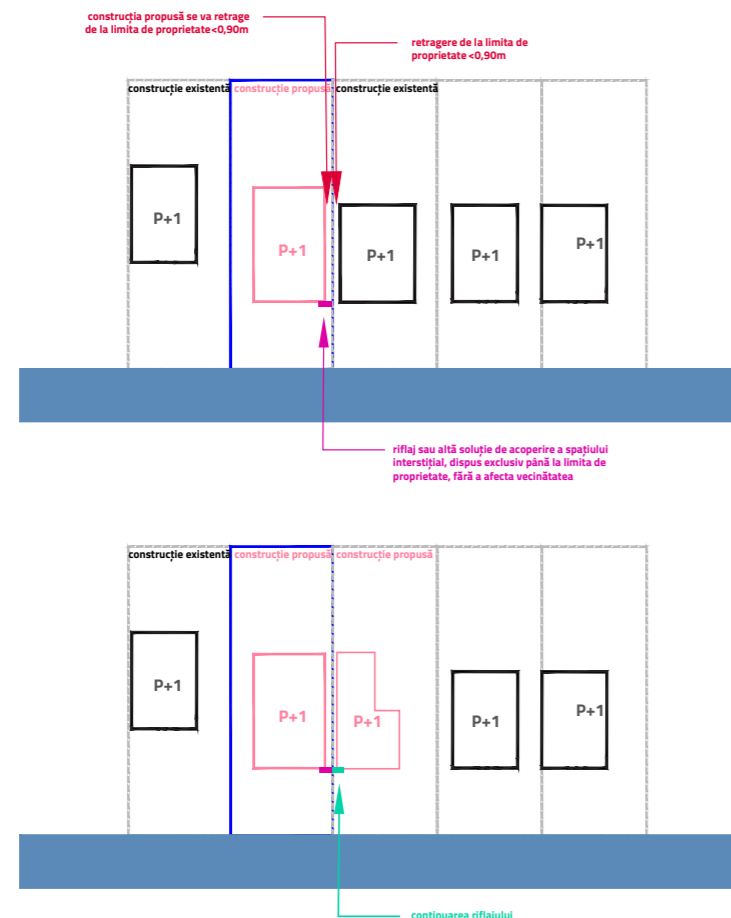 construcția propusă se va retrage
de la limita de proprietate<0,90m
retragere de la limita de
proprietate <0,90m
construcție existentă construcție propusă construcție existentă
P+1
P+1
P+1
P+1
P+1
riflaj sau altă soluție de acoperire a spațiului
interstițial, dispus exclusiv până la limita de
proprietate, fără a afecta vecinătatea
construcție existentă construcție propusă construcție propusă
P+1
P+1
P+1
P+1
P+1
continuarea riflajului